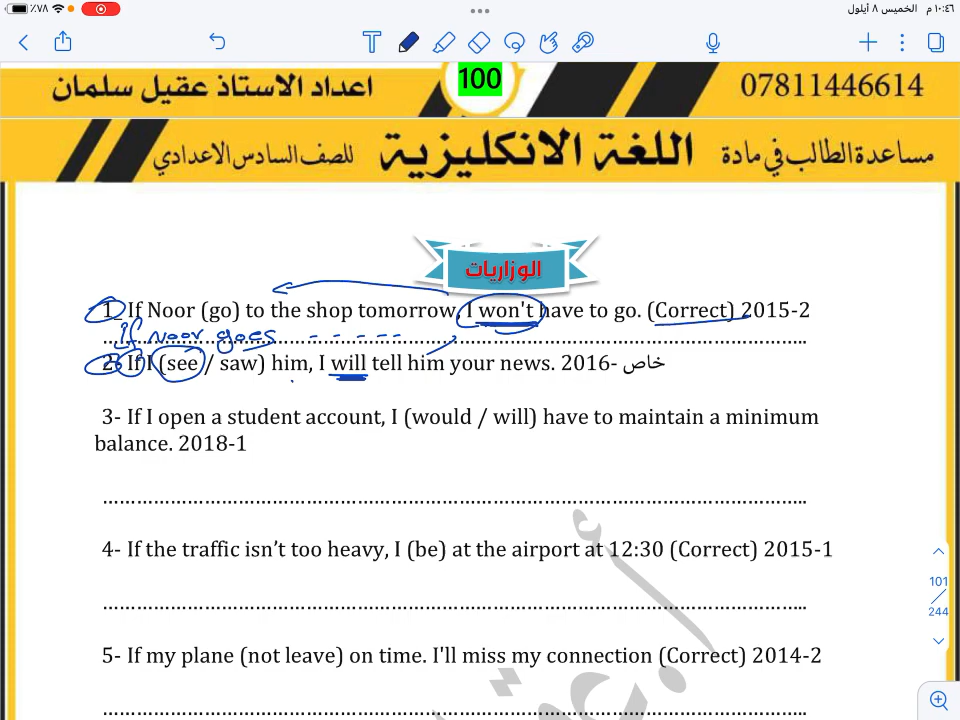 ٪٧٨ ١٠:٤٦ م الخميس ٨ أيلول
اعداد الاستاذ عقيل سلمان 100 07811446614
مساعدة الطالب في مادة اللغة الانكليزية للصف السادس الاعدادي
الوزاريات
1_ If Noor (go) to the shop tomorrow, I won't have to go. (Correct) 2015-2
If Noor goes - - - - -
2- If I (see / saw) him, I will tell him your news. 2016- خاص
3- If I open a student account, I (would / will) have to maintain a minimum
balance. 2018-1
4- If the traffic isn’t too heavy, I (be) at the airport at 12:30 (Correct) 2015-1
5- If my plane (not leave) on time. I'll miss my connection (Correct) 2014-2
101
244